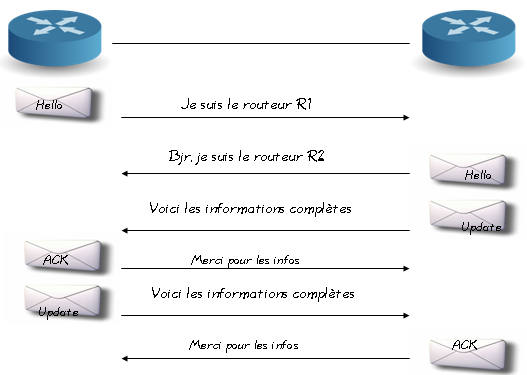 Hello
Je suis le routeur R1
Bjr, je suis le routeur R2
Hello
Voici les informations complètes
Update
ACK
Merci pour les infos
Update
Voici les informations complètes
Merci pour les infos
ACK